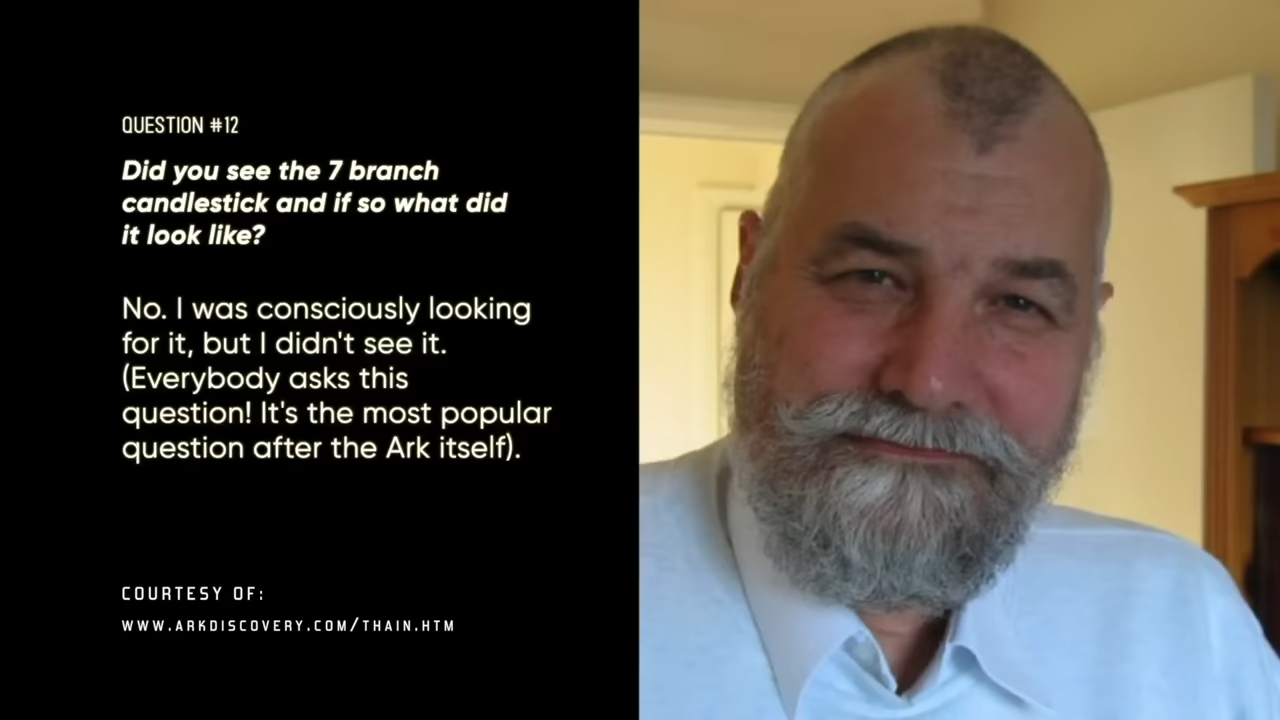 QUESTION #12
Did you see the 7 branch
candlestick and if so what did
it look like?
No. I was consciously looking
for it, but I didn't see it.
(Everybody asks this
question! It's the most popular
question after the Ark itself).
COURTESY OF:
WWW.ARKDISCOVERY.COM/THAIN.HTM